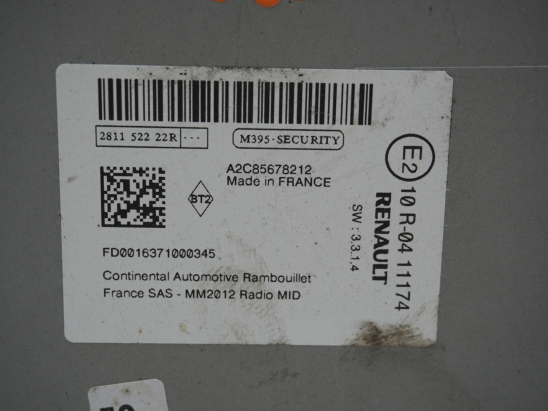 2811 522 22R ---
M395-SECURITY
A2C85678212
Made in FRANCE
BT2
FD0016371000345
Continental Automotive Rambouillet
France SAS - MM2012 Radio MID
E2 10 R-04 11174
RENAULT
SW : 3.3.1.4